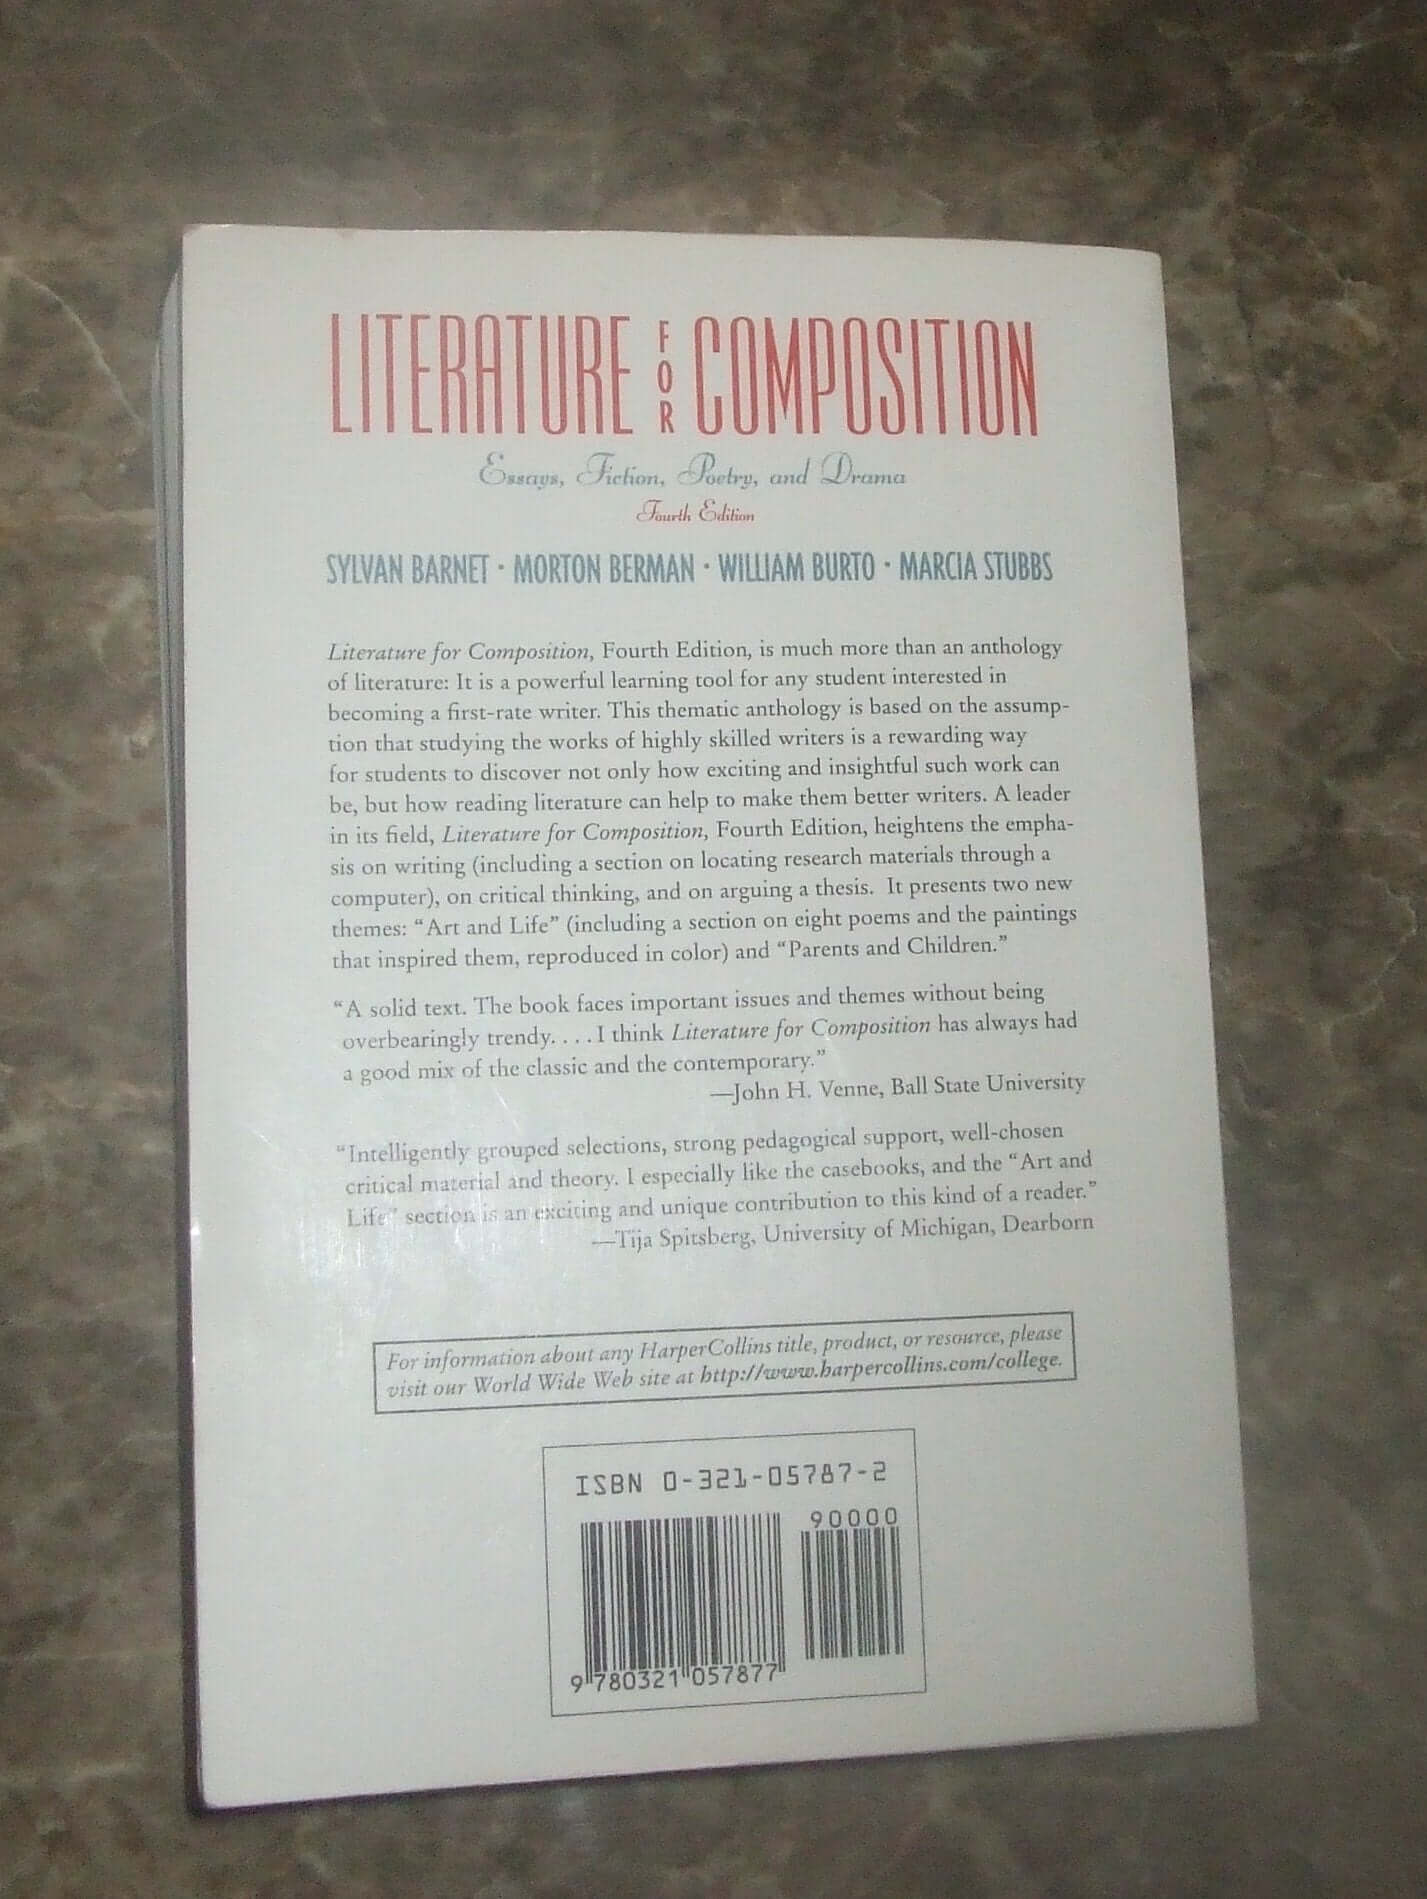 LITERATURE FOR COMPOSITION
Essays, Fiction, Poetry, and Drama
Fourth Edition
SYLVAN BARNET · MORTON BERMAN · WILLIAM BURTO · MARCIA STUBBS
Literature for Composition, Fourth Edition, is much more than an anthology
of literature: It is a powerful learning tool for any student interested in
becoming a first-rate writer. This thematic anthology is based on the assump-
tion that studying the works of highly skilled writers is a rewarding way
for students to discover not only how exciting and insightful such work can
be, but how reading literature can help to make them better writers. A leader
in its field, Literature for Composition, Fourth Edition, heightens the empha-
sis on writing (including a section on locating research materials through a
computer), on critical thinking, and on arguing a thesis. It presents two new
themes: “Art and Life” (including a section on eight poems and the paintings
that inspired them, reproduced in color) and “Parents and Children.”
“A solid text. The book faces important issues and themes without being
overbearingly trendy. . . . I think Literature for Composition has always had
a good mix of the classic and the contemporary.”
—John H. Venne, Ball State University
“Intelligently grouped selections, strong pedagogical support, well-chosen
critical material and theory. I especially like the casebooks, and the “Art and
Life” section is an exciting and unique contribution to this kind of a reader.”
—Tija Spitsberg, University of Michigan, Dearborn
For information about any HarperCollins title, product, or resource, please
visit our World Wide Web site at http://www.harpercollins.com/college.
ISBN 0-321-05787-2
90000
9 780321 057877